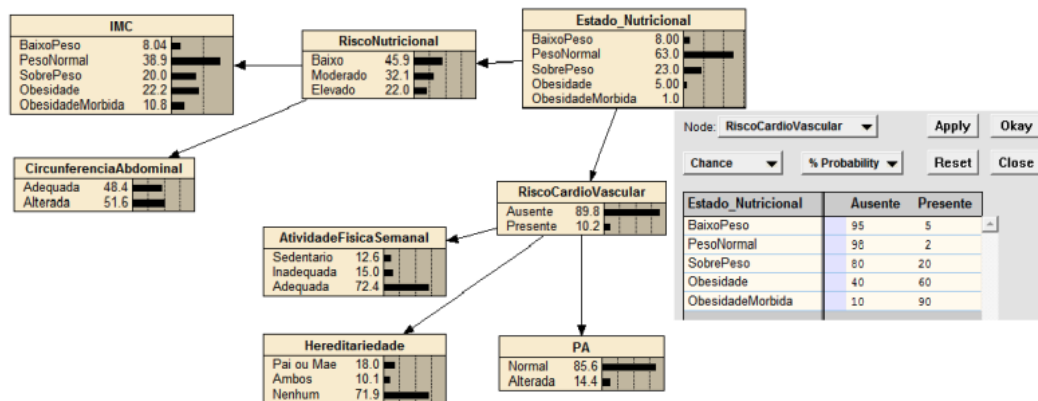 IMC
BaixoPeso 8.04
PesoNormal 38.9
SobrePeso 20.0
Obesidade 22.2
ObesidadeMorbida 10.8
RiscoNutricional
Baixo 45.9
Moderado 32.1
Elevado 22.0
Estado_Nutricional
BaixoPeso 8.00
PesoNormal 63.0
SobrePeso 23.0
Obesidade 5.00
ObesidadeMorbida 1.0
CircunferenciaAbdominal
Adequada 48.4
Alterada 51.6
RiscoCardioVascular
Ausente 89.8
Presente 10.2
AtividadeFisicaSemanal
Sedentario 12.6
Inadequada 15.0
Adequada 72.4
Hereditariedade
Pai ou Mae 18.0
Ambos 10.1
Nenhum 71.9
PA
Normal 85.6
Alterada 14.4
Node: RiscoCardioVascular Apply Okay
Chance % Probability Reset Close
Estado_Nutricional Ausente Presente
BaixoPeso 95 5
PesoNormal 98 2
SobrePeso 80 20
Obesidade 40 60
ObesidadeMorbida 10 90